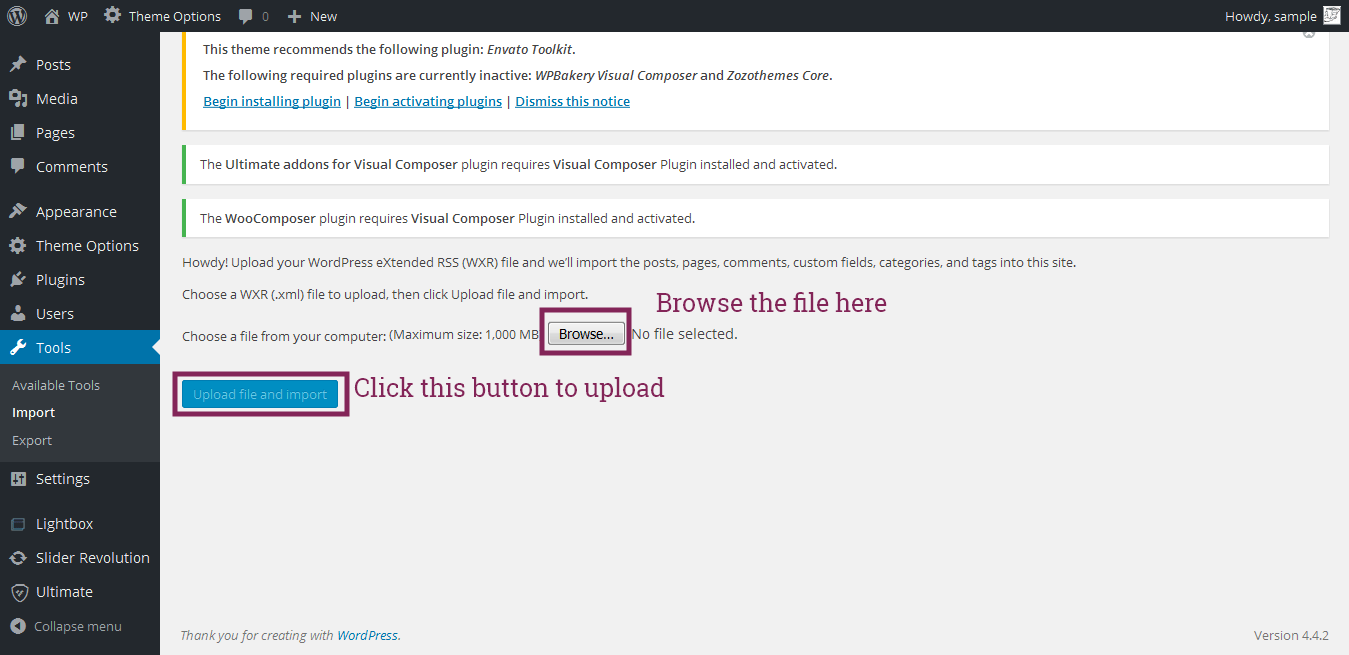 WP Theme Options 0 New Howdy, sample
Posts
Media
Pages
Comments
Appearance
Theme Options
Plugins
Users
Tools
Available Tools
Import
Export
Settings
Lightbox
Slider Revolution
Ultimate
Collapse menu
This theme recommends the following plugin: Envato Toolkit.
The following required plugins are currently inactive: WPBakery Visual Composer and Zozothemes Core.
Begin installing plugin | Begin activating plugins | Dismiss this notice
The Ultimate addons for Visual Composer plugin requires Visual Composer Plugin installed and activated.
The WooComposer plugin requires Visual Composer Plugin installed and activated.
Howdy! Upload your WordPress eXtended RSS (WXR) file and we'll import the posts, pages, comments, custom fields, categories, and tags into this site.
Choose a WXR (.xml) file to upload, then click Upload file and import.
Browse the file here
Choose a file from your computer: (Maximum size: 1,000 MB Browse... No file selected.
Upload file and import Click this button to upload
Thank you for creating with WordPress. Version 4.4.2